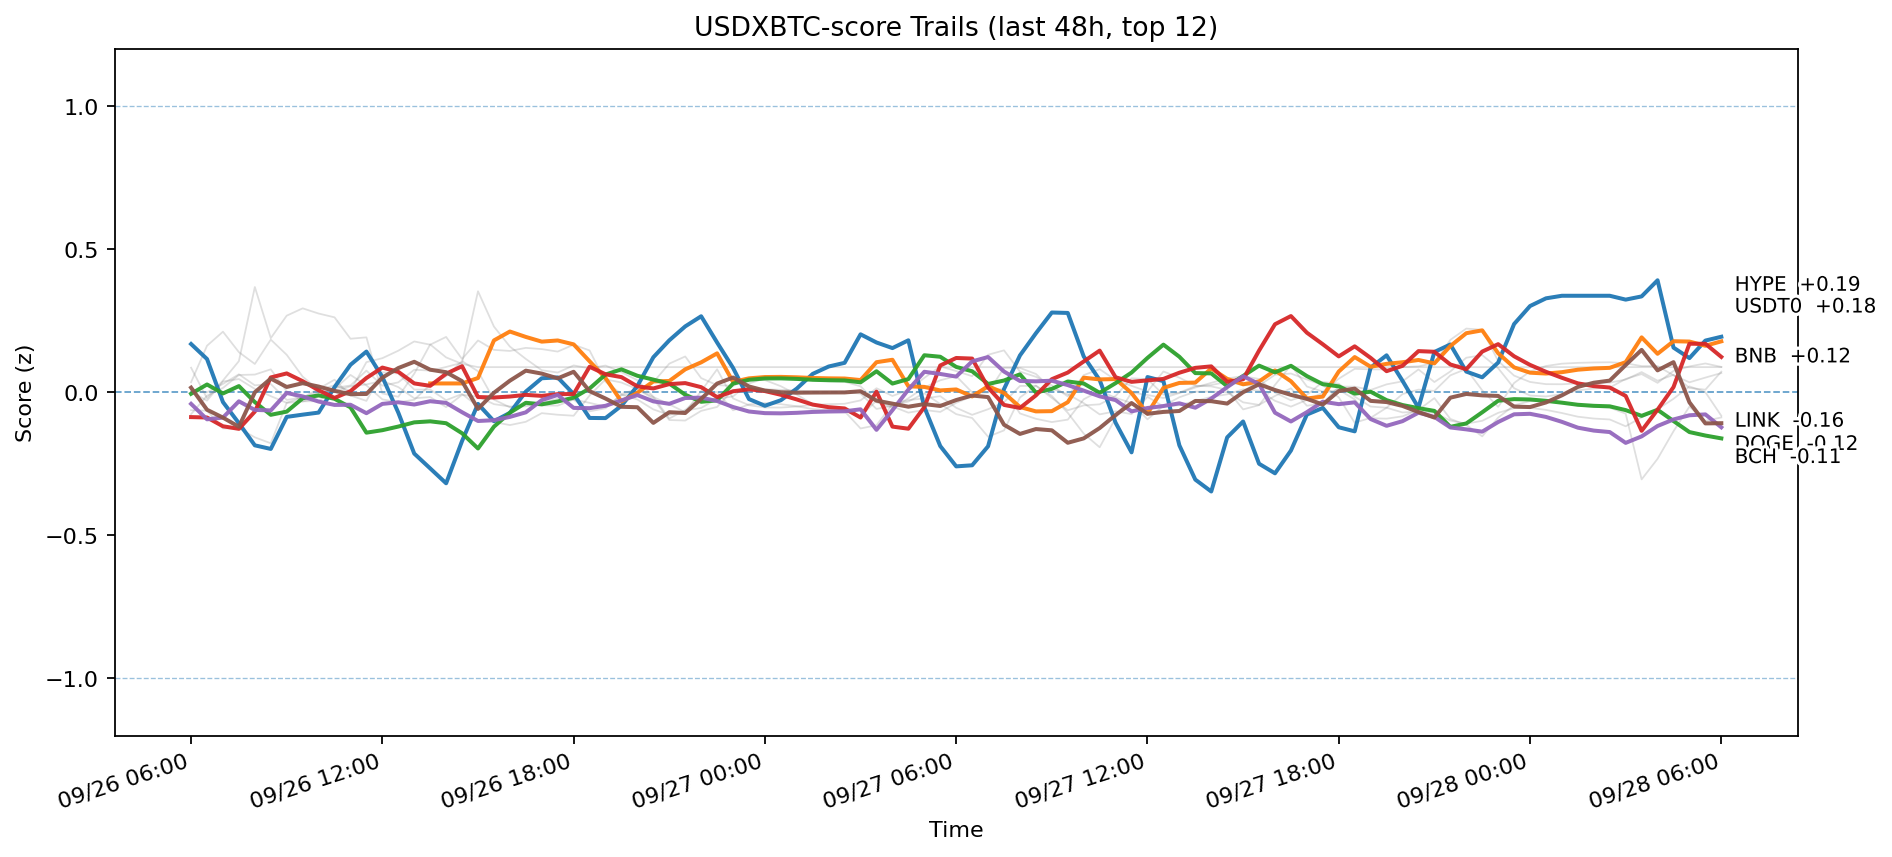 USDXBTC-score Trails (last 48h, top 12)
Score (z)
1.0
0.5
0.0
−0.5
−1.0
HYPE +0.19
USDT0 +0.18
BNB +0.12
LINK -0.16
DOGE -0.12
BCH -0.11
09/26 06:00
09/26 12:00
09/26 18:00
09/27 00:00
09/27 06:00
09/27 12:00
09/27 18:00
09/28 00:00
09/28 06:00
Time